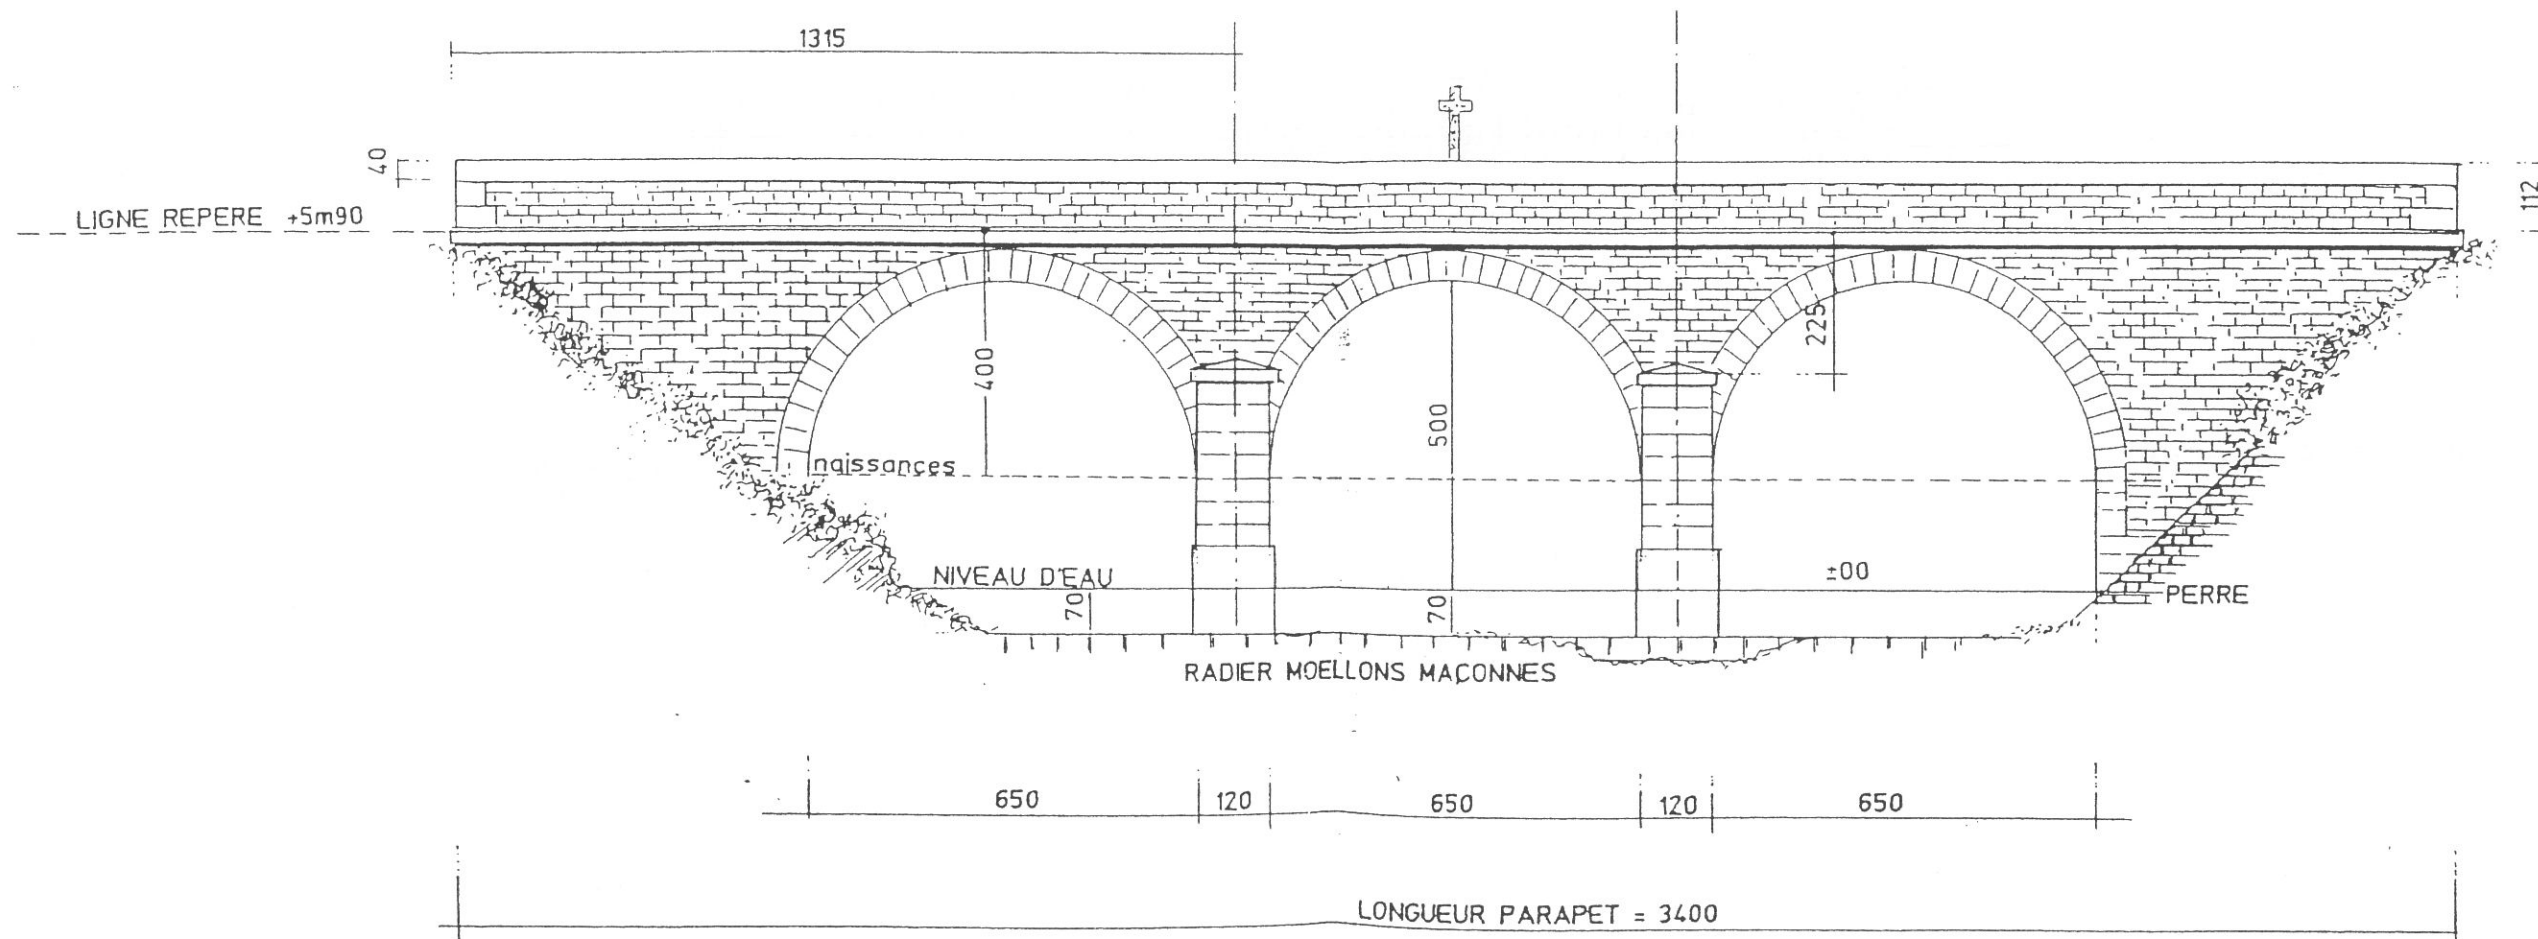 1315
40
112
LIGNE REPERE +5m90
225
400
500
naissances
NIVEAU D'EAU
±00
70
70
PERRE
RADIER MOELLONS MAÇONNES
650 120 650 120 650
LONGUEUR PARAPET = 3400